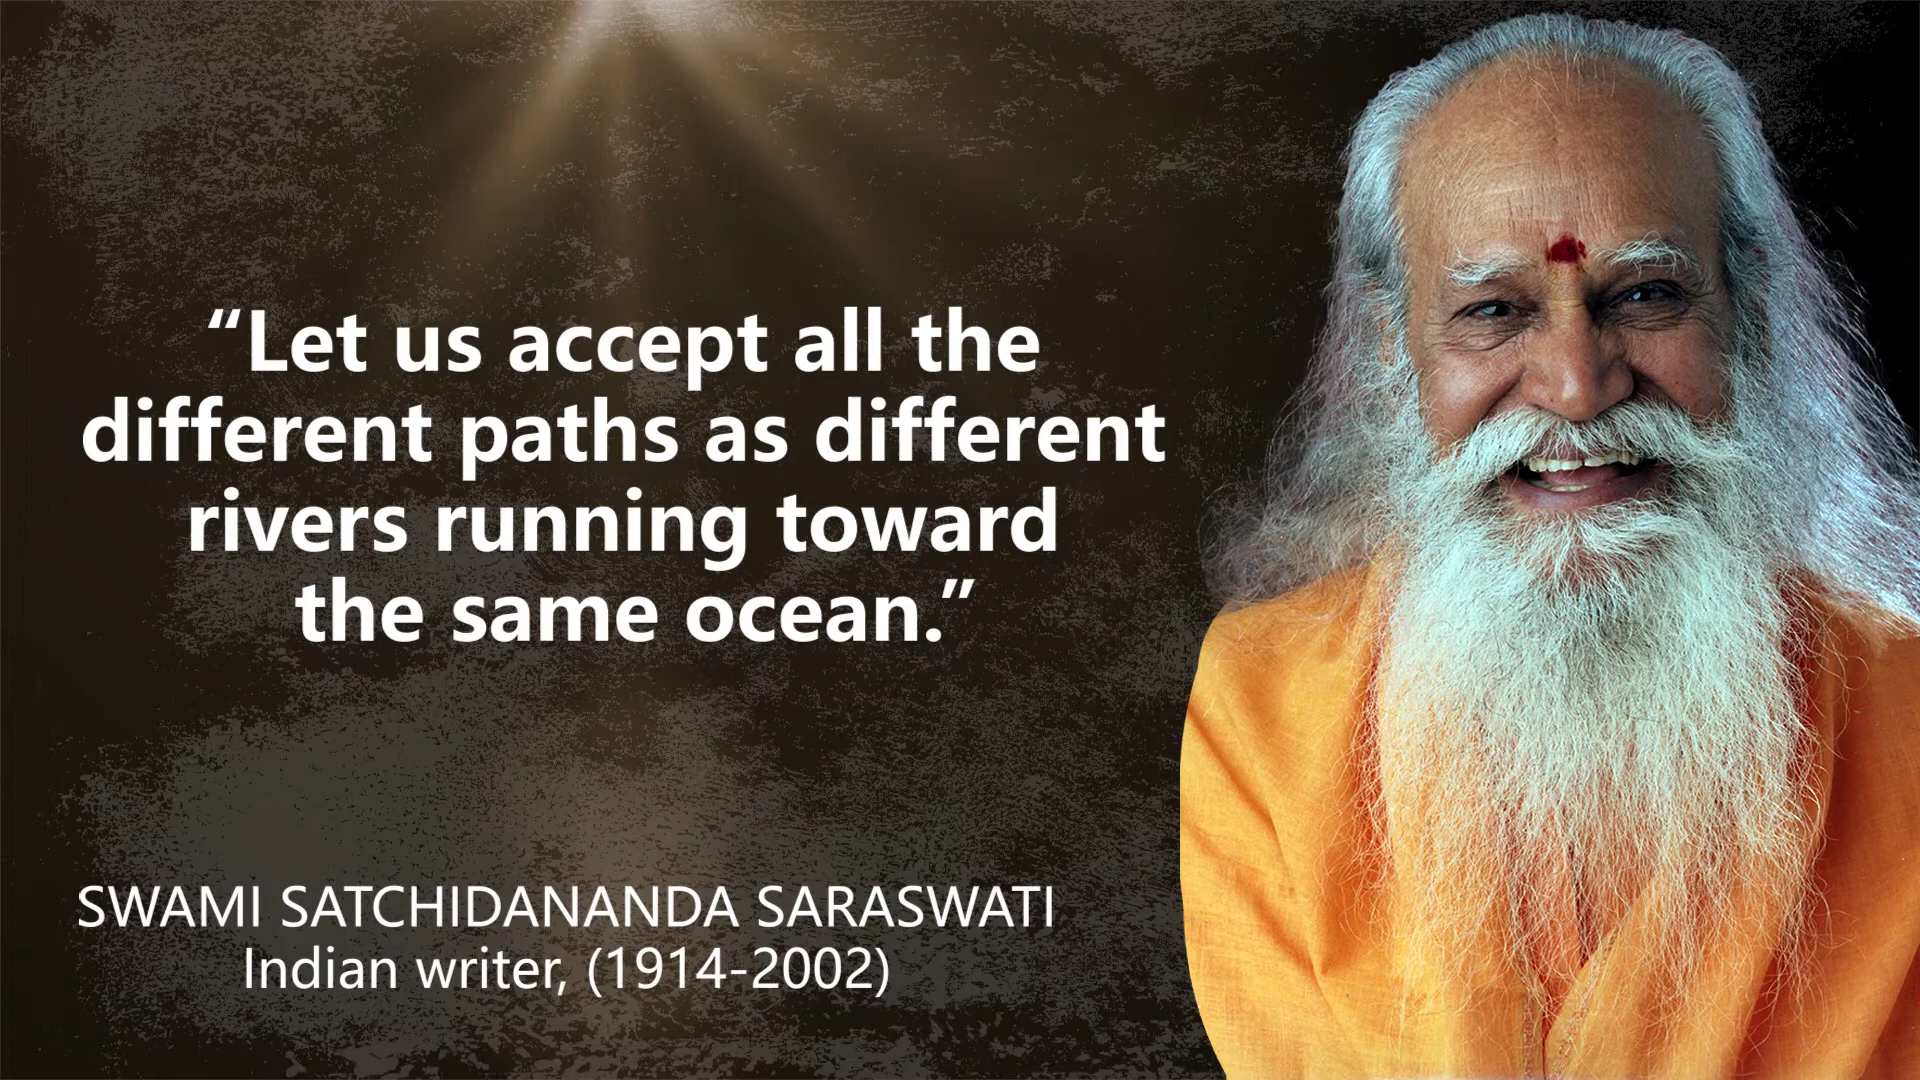 “Let us accept all the
different paths as different
rivers running toward
the same ocean.”
SWAMI SATCHIDANANDA SARASWATI
Indian writer, (1914-2002)